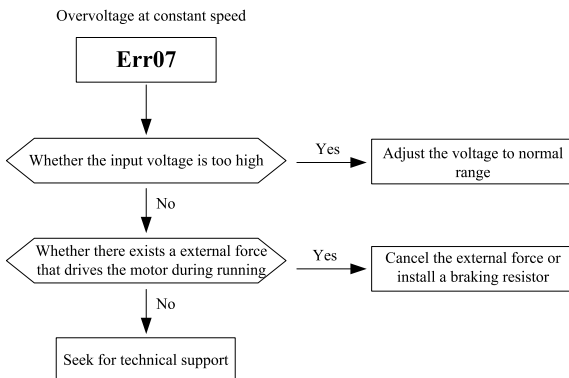 Overvoltage at constant speed
Err07
Whether the input voltage is too high
Yes
Adjust the voltage to normal
range
No
Whether there exists a external force
that drives the motor during running
Yes
Cancel the external force or
install a braking resistor
No
Seek for technical support